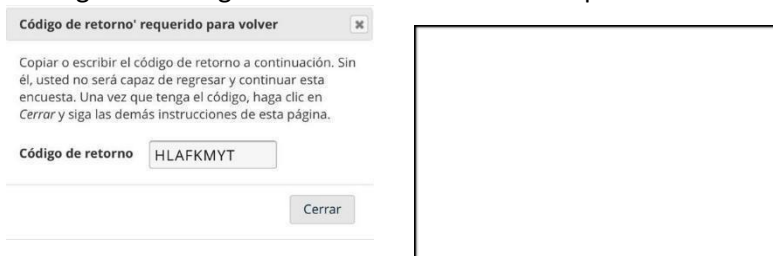 Código de retorno' requerido para volver
Copiar o escribir el código de retorno a continuación. Sin
él, usted no será capaz de regresar y continuar esta
encuesta. Una vez que tenga el código, haga clic en
Cerrar y siga las demás instrucciones de esta página.
Código de retorno HLAFKMYT
Cerrar